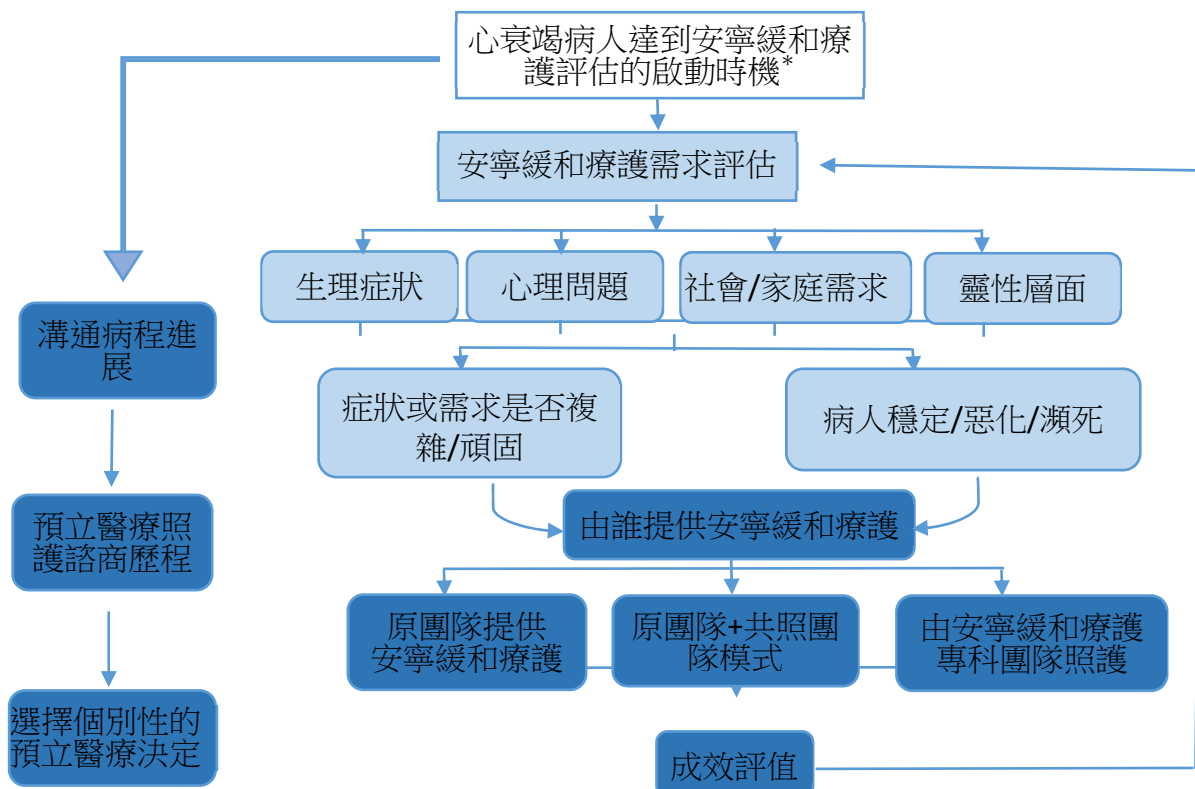 心衰竭病人達到安寧緩和療
護評估的啟動時機*
安寧緩和療護需求評估
生理症狀
心理問題
社會/家庭需求
靈性層面
溝通病程進
展
症狀或需求是否複
雜/頑固
病人穩定/惡化/瀕死
預立醫療照
護諮商歷程
由誰提供安寧緩和療護
原團隊提供
安寧緩和療護
原團隊+共照團
隊模式
由安寧緩和療護
專科團隊照護
選擇個別性的
預立醫療決定
成效評值